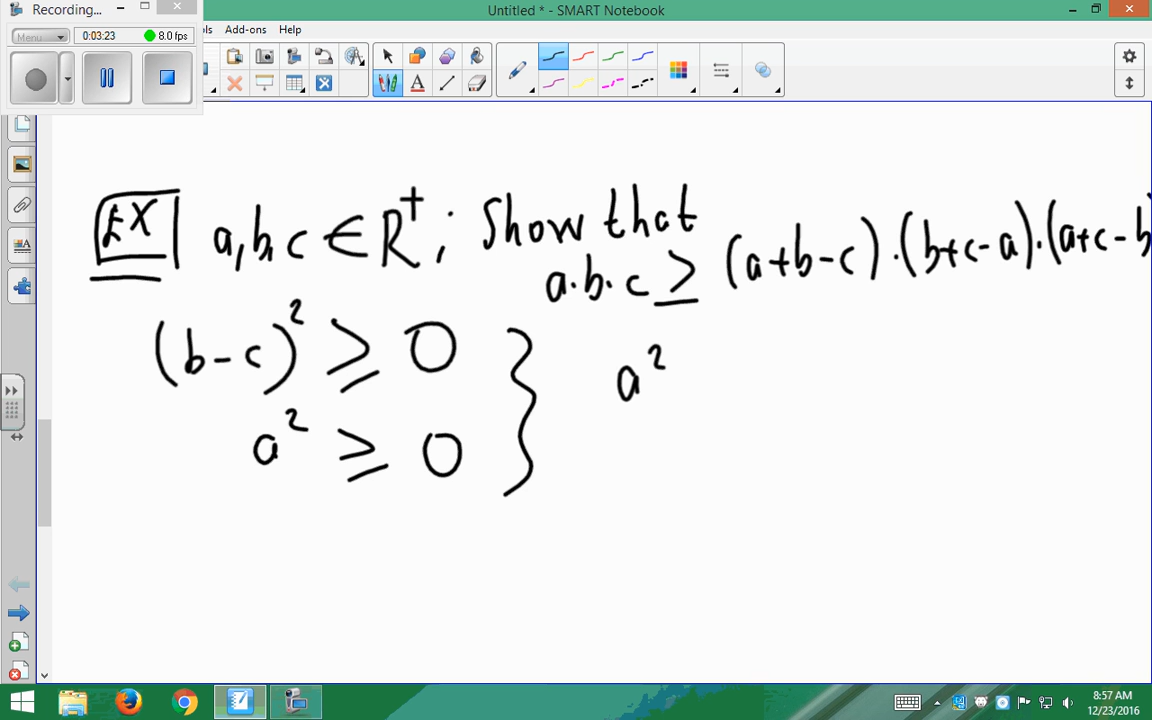 Recording...
Untitled * - SMART Notebook
Menu
0:03:23
8.0 fps
ols Add-ons Help
EX a, b, c ∈ R⁺ ; Show that
a.b.c ≥ (a+b-c).(b+c-a).(a+c-b
(b-c)² ≥ 0
a²
a² ≥ 0
8:57 AM
12/23/2016